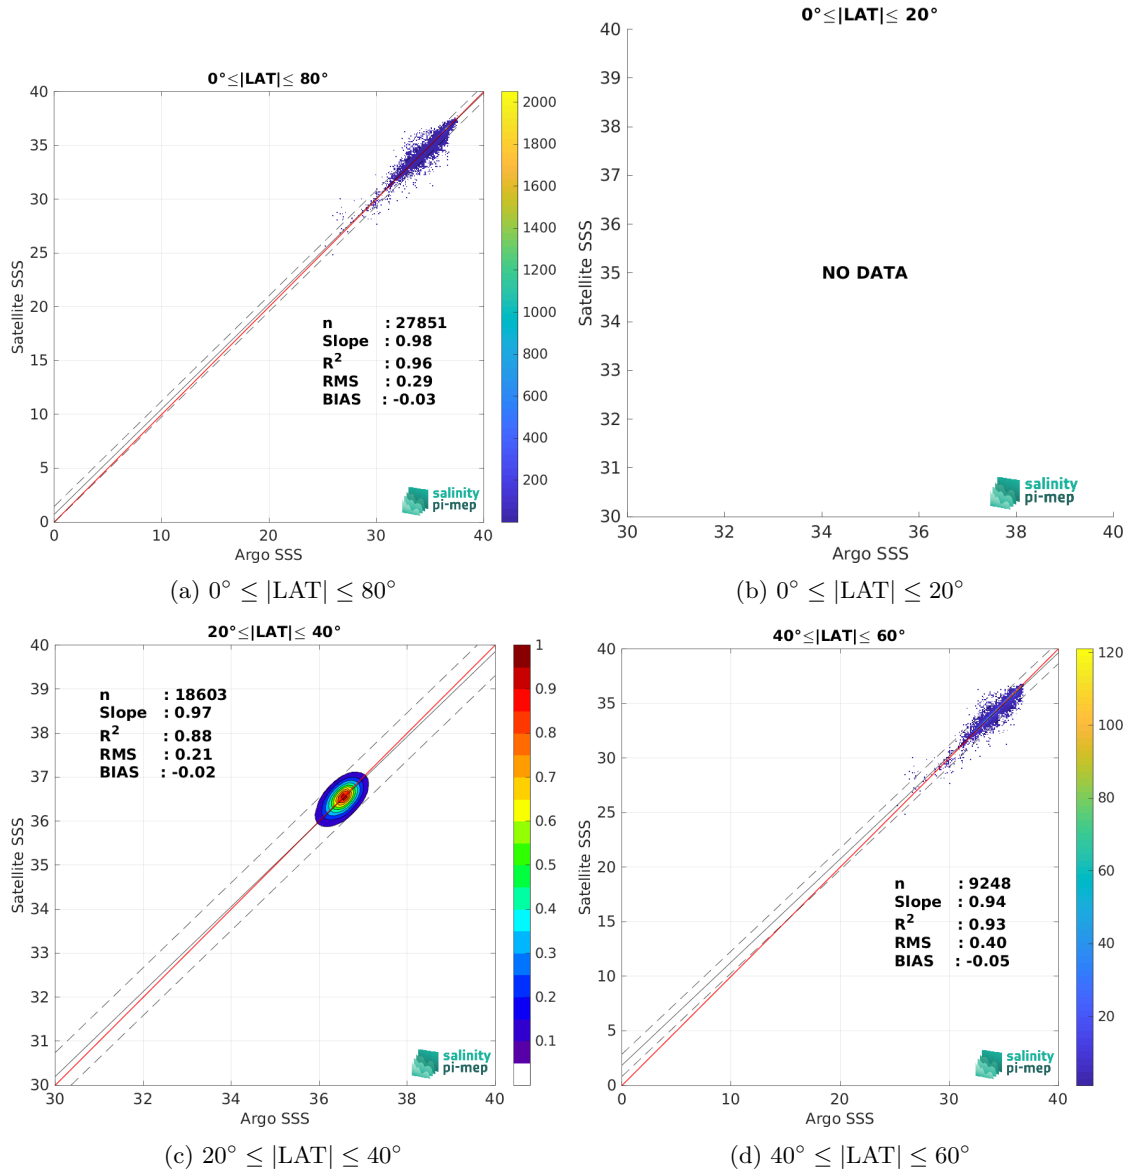 0°≤|LAT|≤ 80°
40
35
30
25
20
15
10
5
0
Satellite SSS
n : 27851
Slope : 0.98
R² : 0.96
RMS : 0.29
BIAS : -0.03
salinity
pi-mep
0 10 20 30 40
Argo SSS
2000
1800
1600
1400
1200
1000
800
600
400
200
(a) 0° ≤ |LAT| ≤ 80°
0°≤|LAT|≤ 20°
40
39
38
37
36
35
34
33
32
31
30
Satellite SSS
NO DATA
salinity
pi-mep
30 32 34 36 38 40
Argo SSS
(b) 0° ≤ |LAT| ≤ 20°
20°≤|LAT|≤ 40°
40
39
38
37
36
35
34
33
32
31
30
Satellite SSS
n : 18603
Slope : 0.97
R² : 0.88
RMS : 0.21
BIAS : -0.02
salinity
pi-mep
30 32 34 36 38 40
Argo SSS
1
0.9
0.8
0.7
0.6
0.5
0.4
0.3
0.2
0.1
(c) 20° ≤ |LAT| ≤ 40°
40°≤|LAT|≤ 60°
40
35
30
25
20
15
10
5
0
Satellite SSS
n : 9248
Slope : 0.94
R² : 0.93
RMS : 0.40
BIAS : -0.05
salinity
pi-mep
0 10 20 30 40
Argo SSS
120
100
80
60
40
20
(d) 40° ≤ |LAT| ≤ 60°